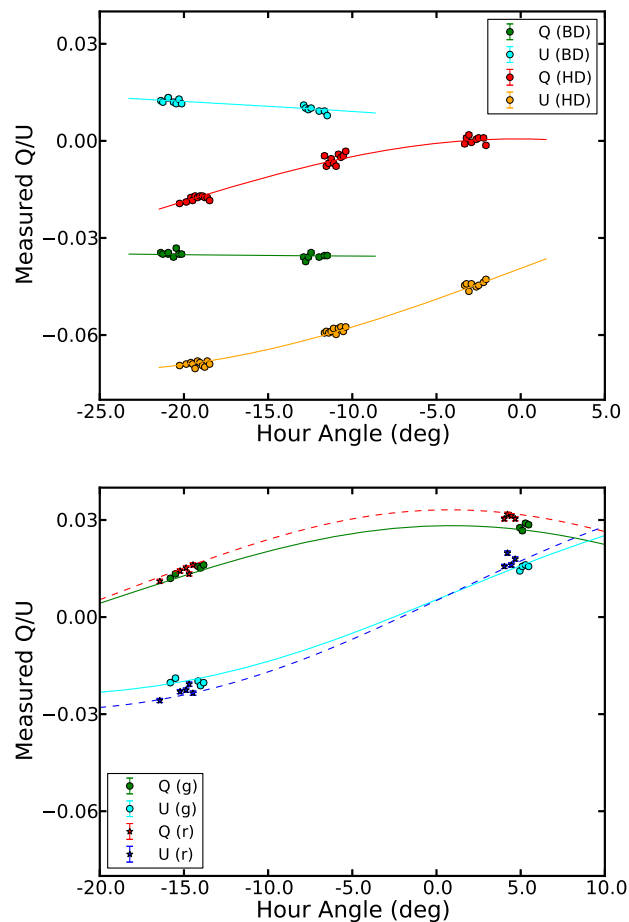 0.03
0.00
-0.03
-0.06
Measured Q/U
Q (BD)
U (BD)
Q (HD)
U (HD)
-25.0 -20.0 -15.0 -10.0 -5.0 0.0 5.0
Hour Angle (deg)
0.03
0.00
-0.03
-0.06
Measured Q/U
Q (g)
U (g)
Q (r)
U (r)
-20.0 -15.0 -10.0 -5.0 0.0 5.0 10.0
Hour Angle (deg)